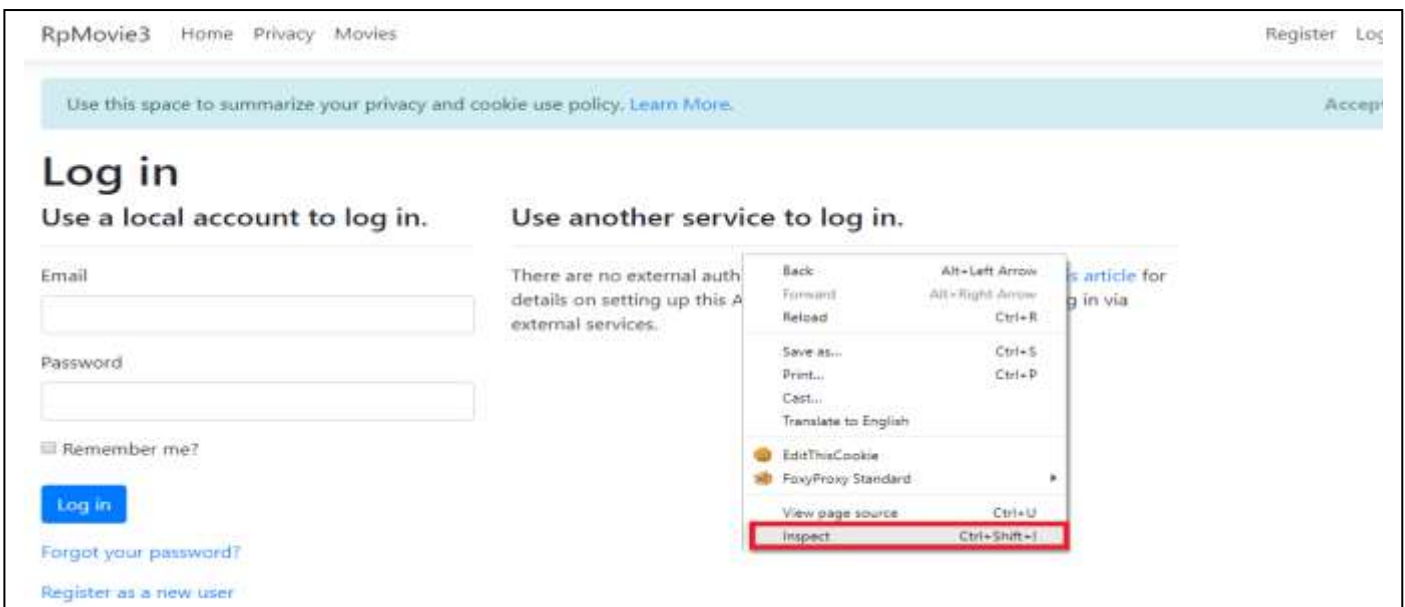 RpMovie3 Home Privacy Movies Register Log
Use this space to summarize your privacy and cookie use policy. Learn More. Accept
Log in
Use a local account to log in.
Email
Password
Remember me?
Log in
Forgot your password?
Register as a new user
Use another service to log in.
There are no external auth s article for
details on setting up this A g in via
external services.
Back Alt+Left Arrow
Forward Alt+Right Arrow
Reload Ctrl+R
Save as... Ctrl+S
Print... Ctrl+P
Cast...
Translate to English
EditThisCookie
FoxyProxy Standard
View page source Ctrl+U
Inspect Ctrl+Shift+I